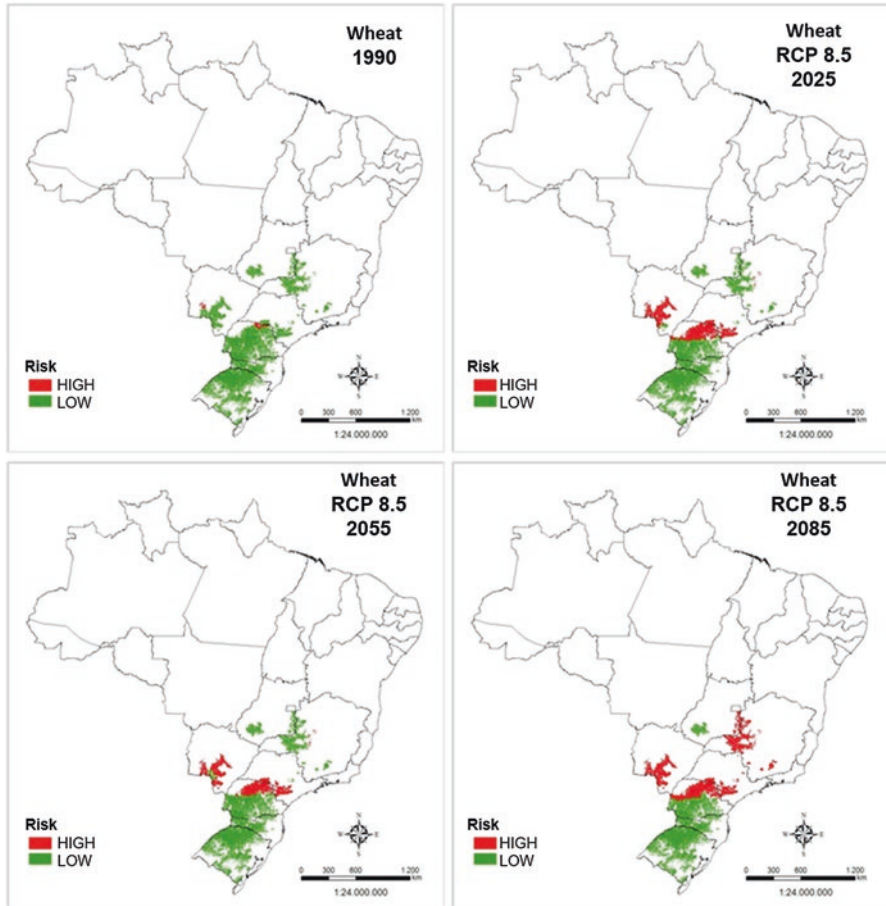 Wheat
1990
Risk
HIGH
LOW
N
W
E
S
0 300 600 1.200
km
1:24.000.000
Wheat
RCP 8.5
2025
Risk
HIGH
LOW
N
W
E
S
0 300 600 1.200
km
1:24.000.000
Wheat
RCP 8.5
2055
Risk
HIGH
LOW
N
W
E
S
0 300 600 1.200
km
1:24.000.000
Wheat
RCP 8.5
2085
Risk
HIGH
LOW
N
W
E
S
0 300 600 1.200
km
1:24.000.000